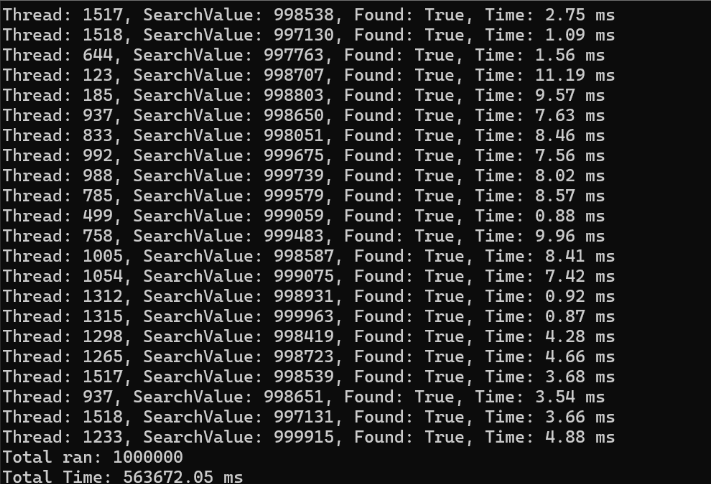 Thread: 1517, SearchValue: 998538, Found: True, Time: 2.75 ms
Thread: 1518, SearchValue: 997130, Found: True, Time: 1.09 ms
Thread: 644, SearchValue: 997763, Found: True, Time: 1.56 ms
Thread: 123, SearchValue: 998707, Found: True, Time: 11.19 ms
Thread: 185, SearchValue: 998803, Found: True, Time: 9.57 ms
Thread: 937, SearchValue: 998650, Found: True, Time: 7.63 ms
Thread: 833, SearchValue: 998051, Found: True, Time: 8.46 ms
Thread: 992, SearchValue: 999675, Found: True, Time: 7.56 ms
Thread: 988, SearchValue: 999739, Found: True, Time: 8.02 ms
Thread: 785, SearchValue: 999579, Found: True, Time: 8.57 ms
Thread: 499, SearchValue: 999059, Found: True, Time: 0.88 ms
Thread: 758, SearchValue: 999483, Found: True, Time: 9.96 ms
Thread: 1005, SearchValue: 998587, Found: True, Time: 8.41 ms
Thread: 1054, SearchValue: 999075, Found: True, Time: 7.42 ms
Thread: 1312, SearchValue: 998931, Found: True, Time: 0.92 ms
Thread: 1315, SearchValue: 999963, Found: True, Time: 0.87 ms
Thread: 1298, SearchValue: 998419, Found: True, Time: 4.28 ms
Thread: 1265, SearchValue: 998723, Found: True, Time: 4.66 ms
Thread: 1517, SearchValue: 998539, Found: True, Time: 3.68 ms
Thread: 937, SearchValue: 998651, Found: True, Time: 3.54 ms
Thread: 1518, SearchValue: 997131, Found: True, Time: 3.66 ms
Thread: 1233, SearchValue: 999915, Found: True, Time: 4.88 ms
Total ran: 1000000
Total Time: 563672.05 ms